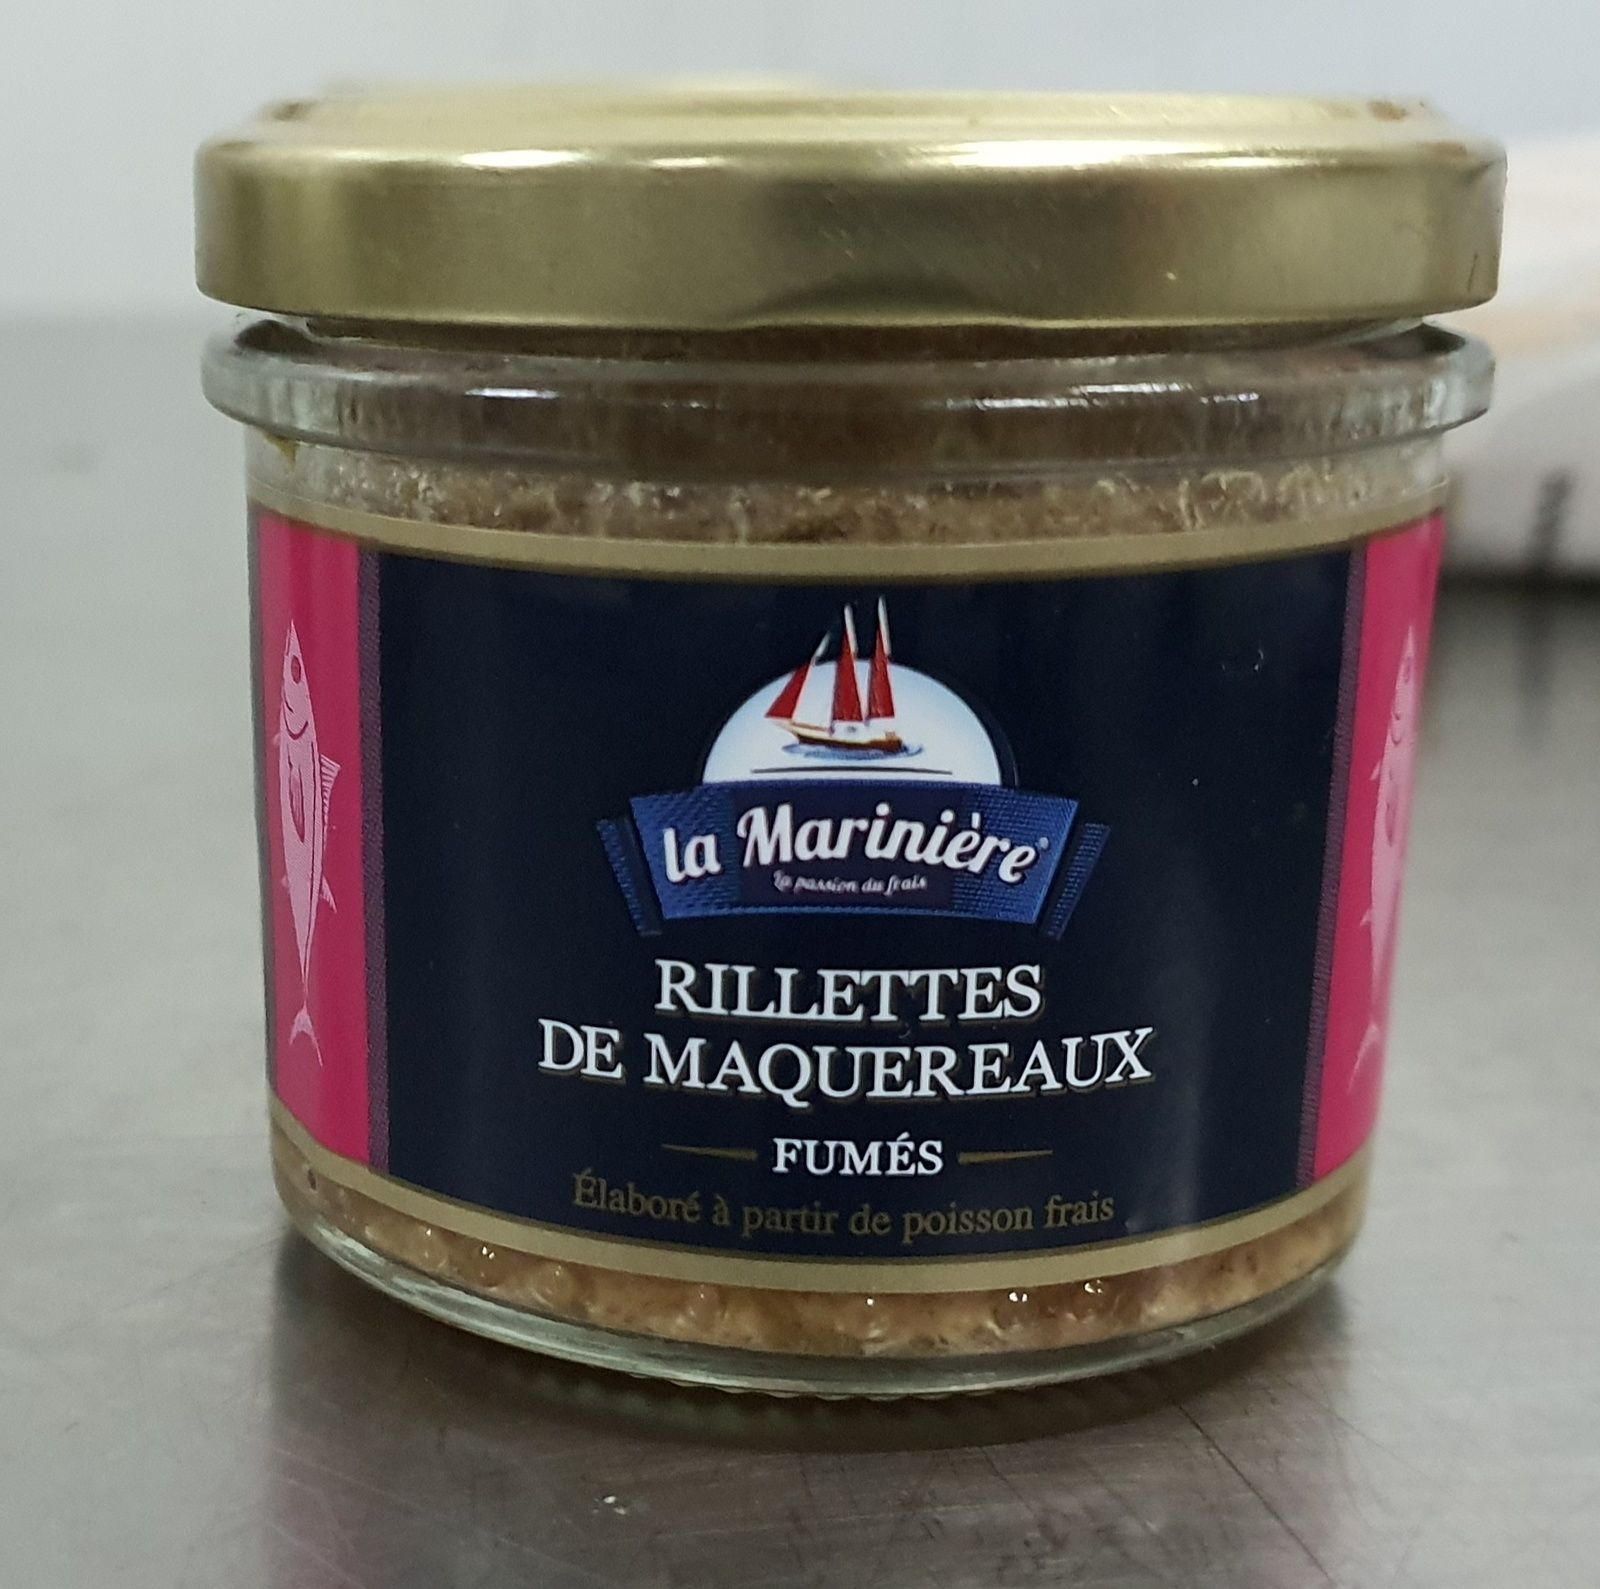 la Marinière®
la passion du frais
RILLETTES
DE MAQUEREAUX
FUMÉS
Élaboré à partir de poisson frais